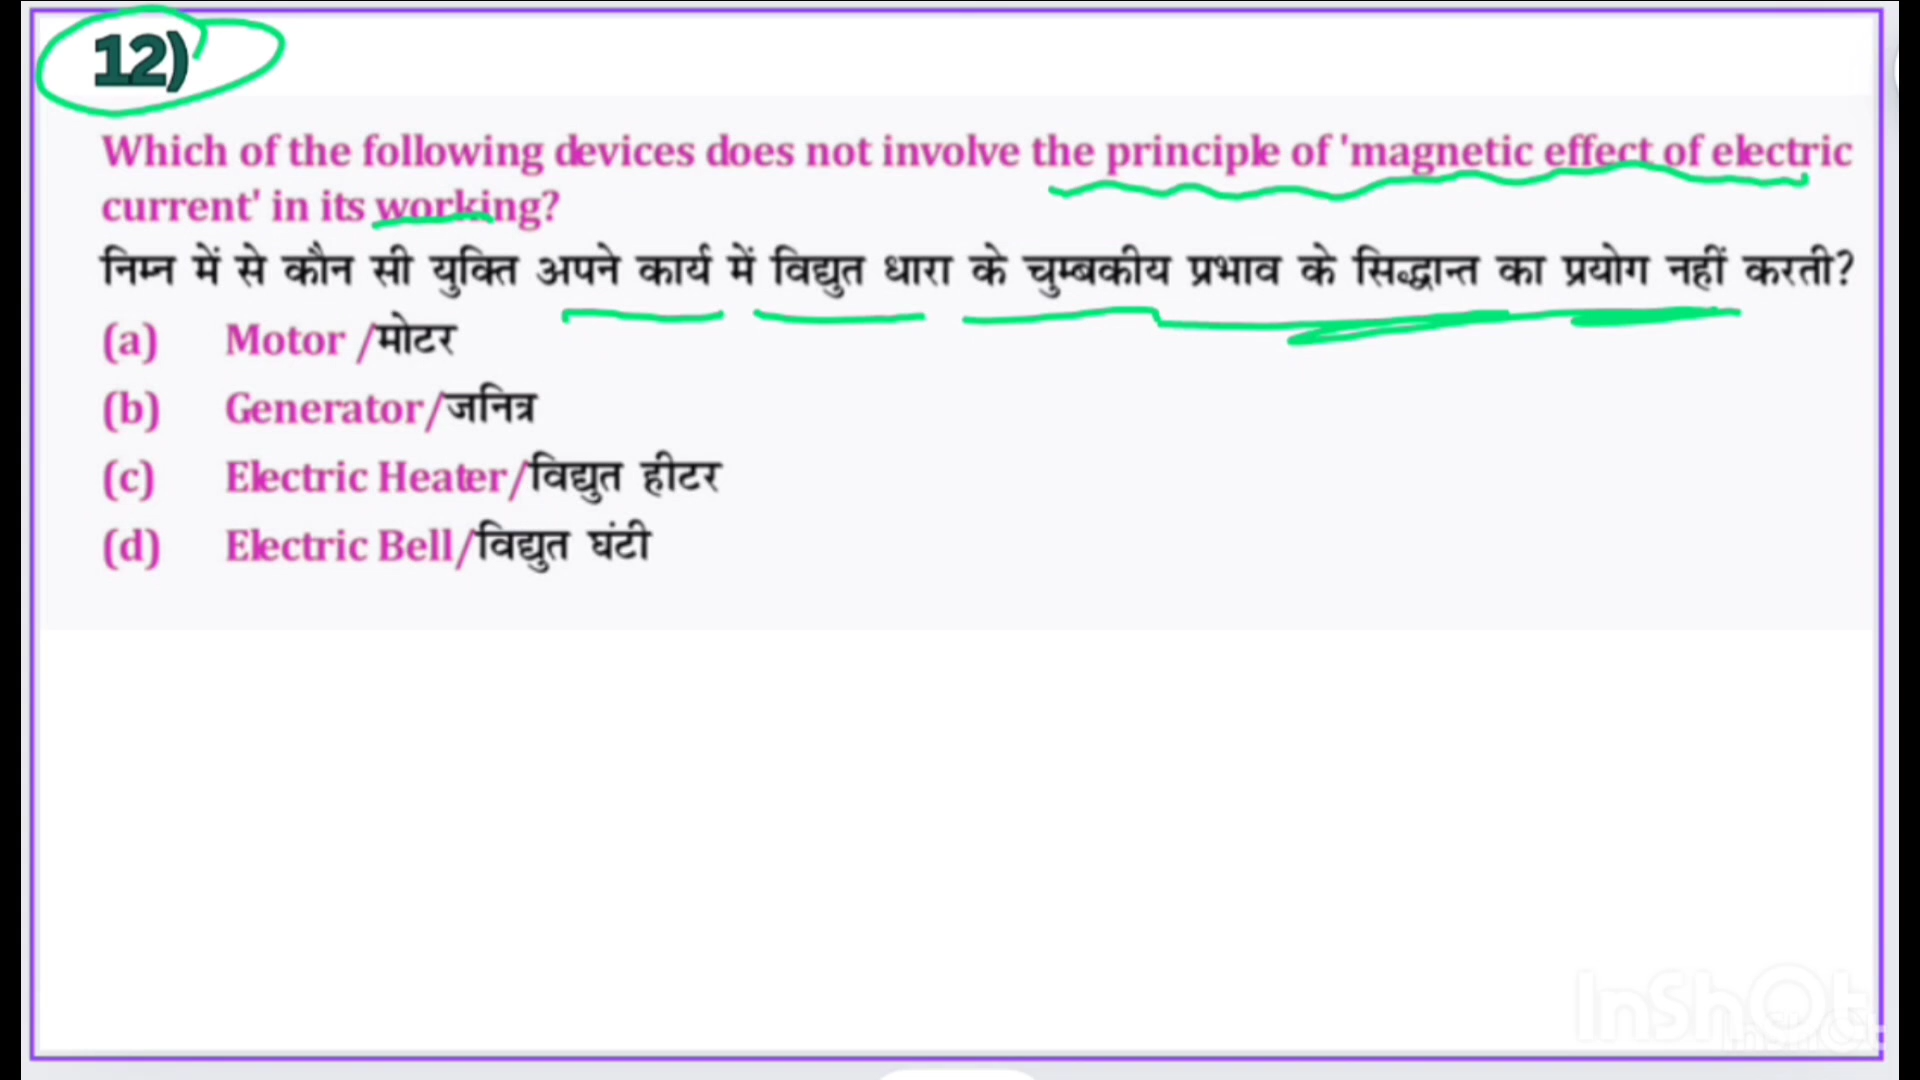 12)
Which of the following devices does not involve the principle of 'magnetic effect of electric
current' in its working?
निम्न में से कौन सी युक्ति अपने कार्य में विद्युत धारा के चुम्बकीय प्रभाव के सिद्धान्त का प्रयोग नहीं करती?
(a) Motor /मोटर
(b) Generator/जनित्र
(c) Electric Heater/विद्युत हीटर
(d) Electric Bell/विद्युत घंटी
InShOt
InShOt